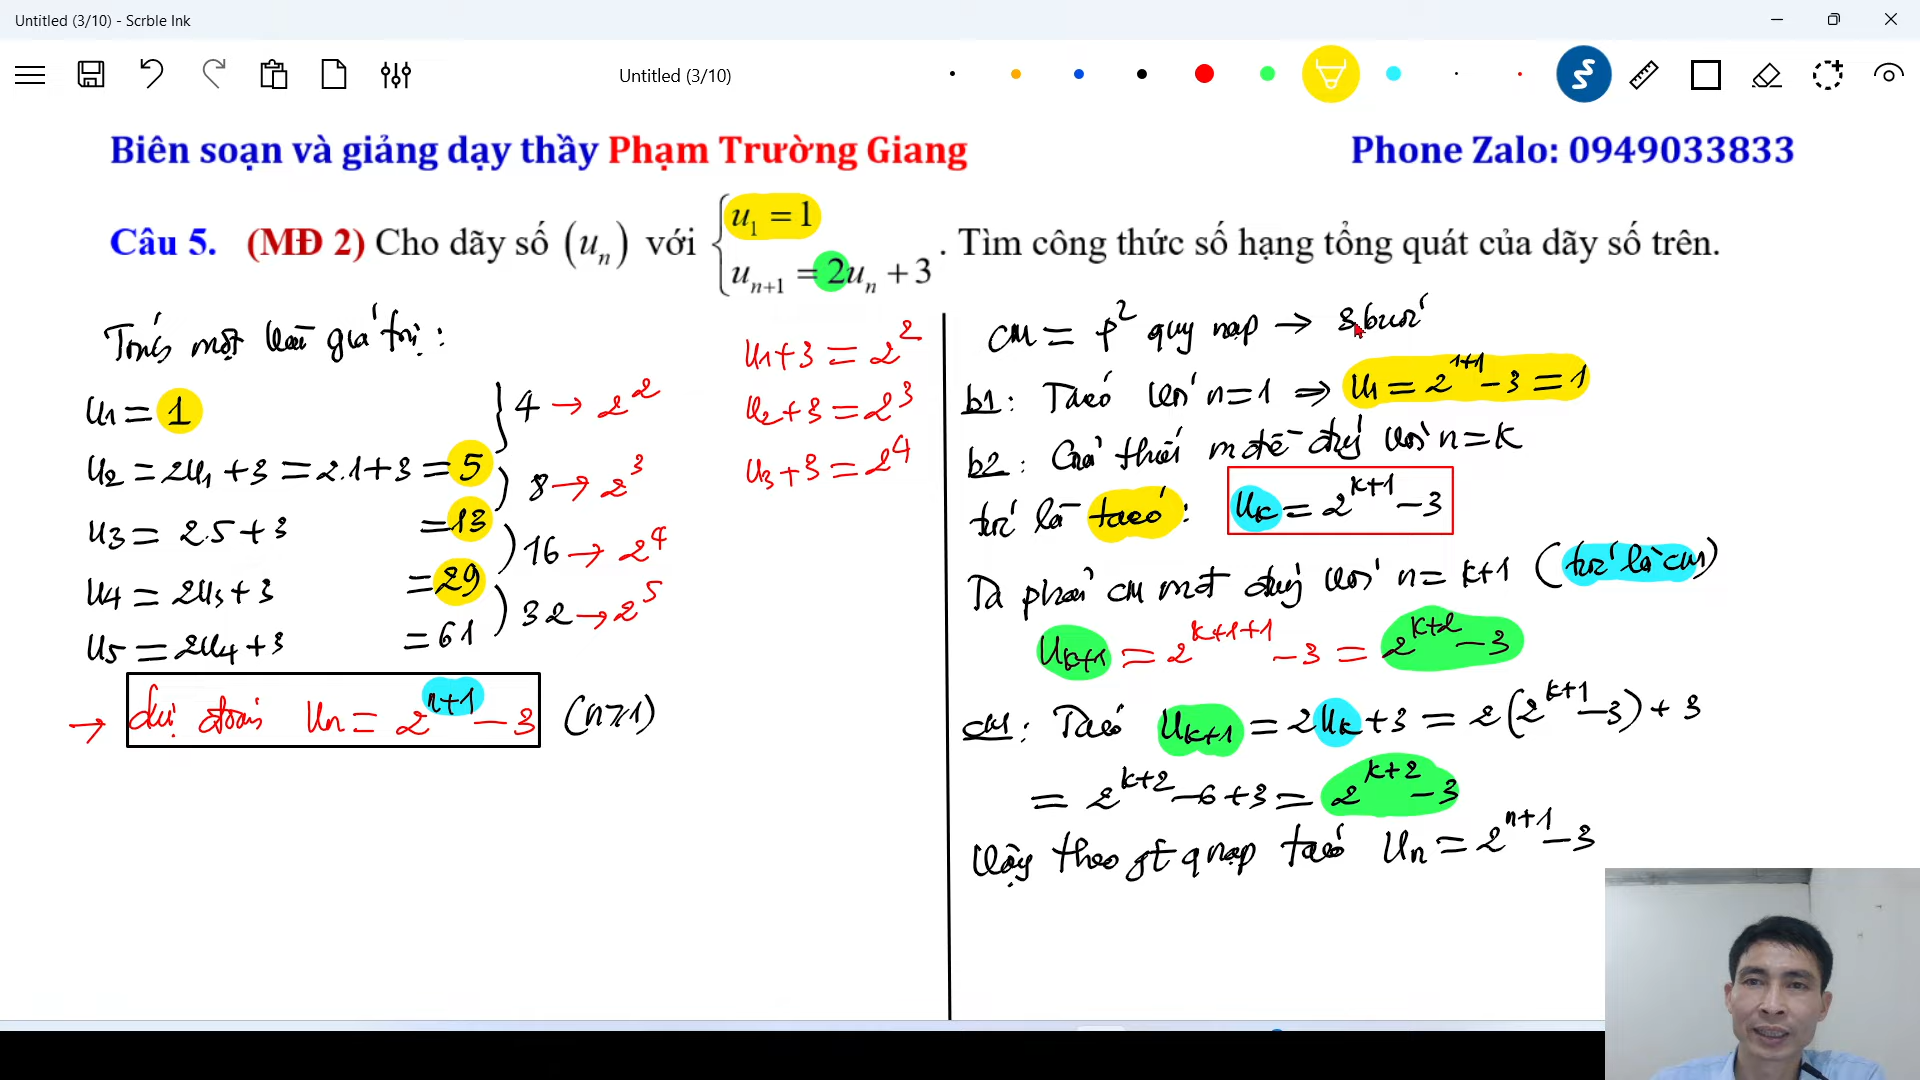 Untitled (3/10) - Scrble Ink
Untitled (3/10)
Biên soạn và giảng dạy thầy Phạm Trường Giang
Phone Zalo: 0949033833
Câu 5. (MĐ 2) Cho dãy số (uₙ) với { u₁ = 1
uₙ₊₁ = 2uₙ + 3 . Tìm công thức số hạng tổng quát của dãy số trên.
một giá trị :
u1 = 1
u2 = 2u1 + 3 = 2.1 + 3 = 5
u3 = 2.5 + 3 = 13
u4 = 2u3 + 3 = 29
u5 = 2u4 + 3 = 61
} 4 → 2²
) 8 → 2³
) 16 → 2⁴
) 32 → 2⁵
→ dự đoán un = 2ⁿ⁺¹ - 3 (n ≥ 1)
u1 + 3 = 2²
u2 + 3 = 2³
u3 + 3 = 2⁴
CM = p² quy nạp → 3 bước
b1: Ta có với n=1 ⇒ u1 = 2¹⁺¹ - 3 = 1
b2: Giả thiết mđề đúng với n = k
tức là ta có : uk = 2ᵏ⁺¹ - 3
Ta phải CM mđ đúng với n = k+1 (tức là CM)
uk+1 = 2ᵏ⁺¹⁺¹ - 3 = 2ᵏ⁺² - 3
CM : Ta có uk+1 = 2uk + 3 = 2(2ᵏ⁺¹ - 3) + 3
= 2ᵏ⁺² - 6 + 3 = 2ᵏ⁺² - 3
Vậy theo gt q nạp ta có un = 2ⁿ⁺¹ - 3